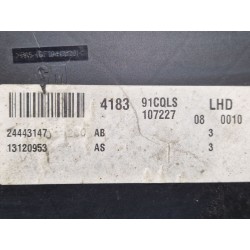 4183 91CQLS LHD
107227 08 0010
24443147 AB 3
13120953 AS 3